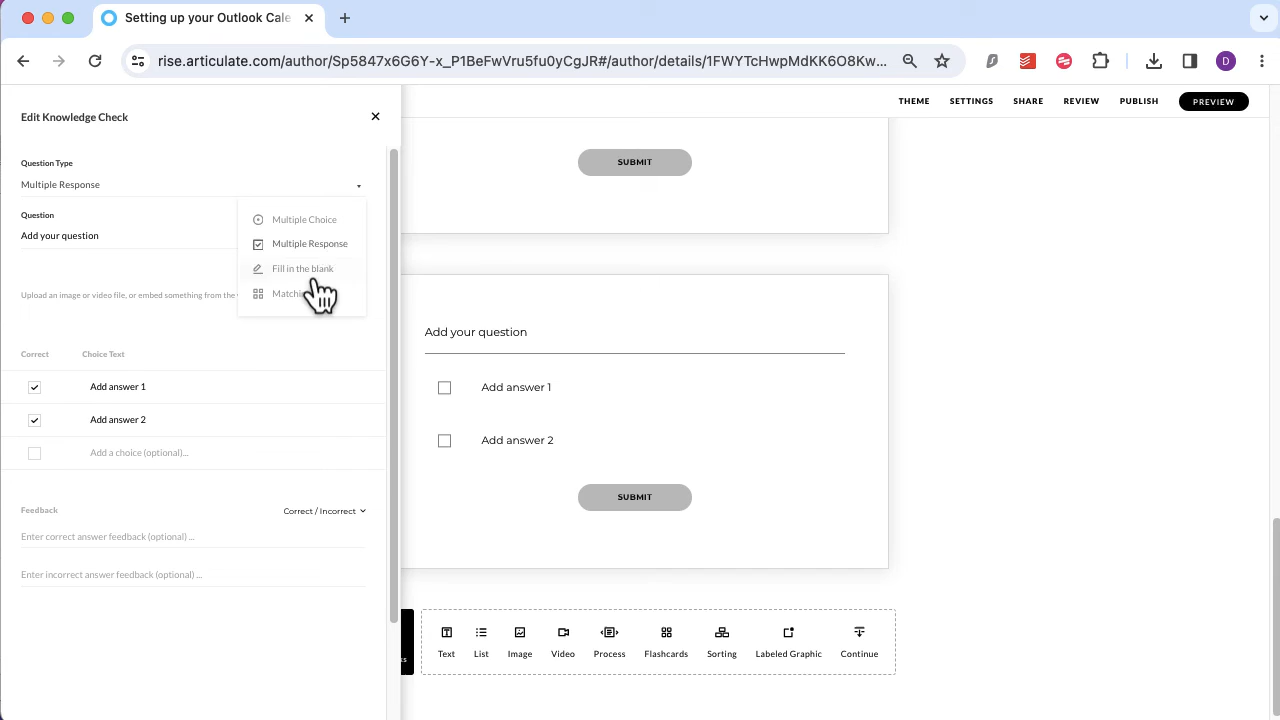 Setting up your Outlook Cale
rise.articulate.com/author/Sp5847x6G6Y-x_P1BeFwVru5fu0yCgJR#/author/details/1FWYTcHwpMdKK6O8Kw...
D
Edit Knowledge Check
THEME SETTINGS SHARE REVIEW PUBLISH PREVIEW
Question Type
Multiple Response
Question
Add your question
Multiple Choice
Multiple Response
Fill in the blank
Upload an image or video file, or embed something from the
Correct Choice Text
Add answer 1
Add answer 2
Add a choice (optional)...
Feedback Correct / Incorrect
Enter correct answer feedback (optional) ...
Enter incorrect answer feedback (optional) ...
SUBMIT
Add your question
Add answer 1
Add answer 2
SUBMIT
Text List Image Video Process Flashcards Sorting Labeled Graphic Continue